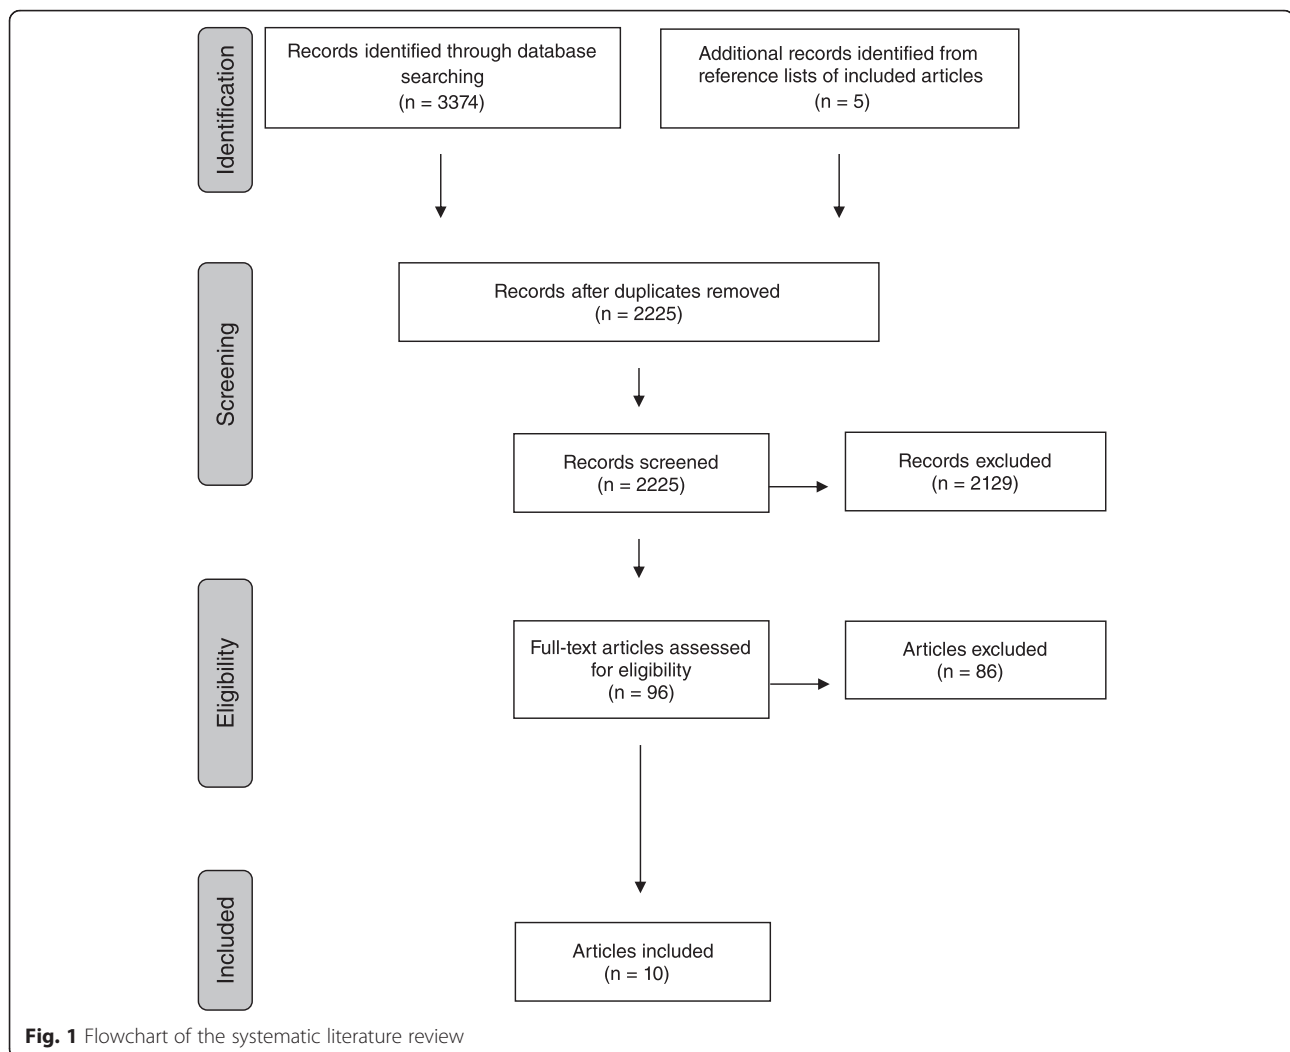 Identification
Records identified through database
searching
(n = 3374)
Additional records identified from
reference lists of included articles
(n = 5)
Screening
Records after duplicates removed
(n = 2225)
Records screened
(n = 2225)
Records excluded
(n = 2129)
Eligibility
Full-text articles assessed
for eligibility
(n = 96)
Articles excluded
(n = 86)
Included
Articles included
(n = 10)
Fig. 1 Flowchart of the systematic literature review